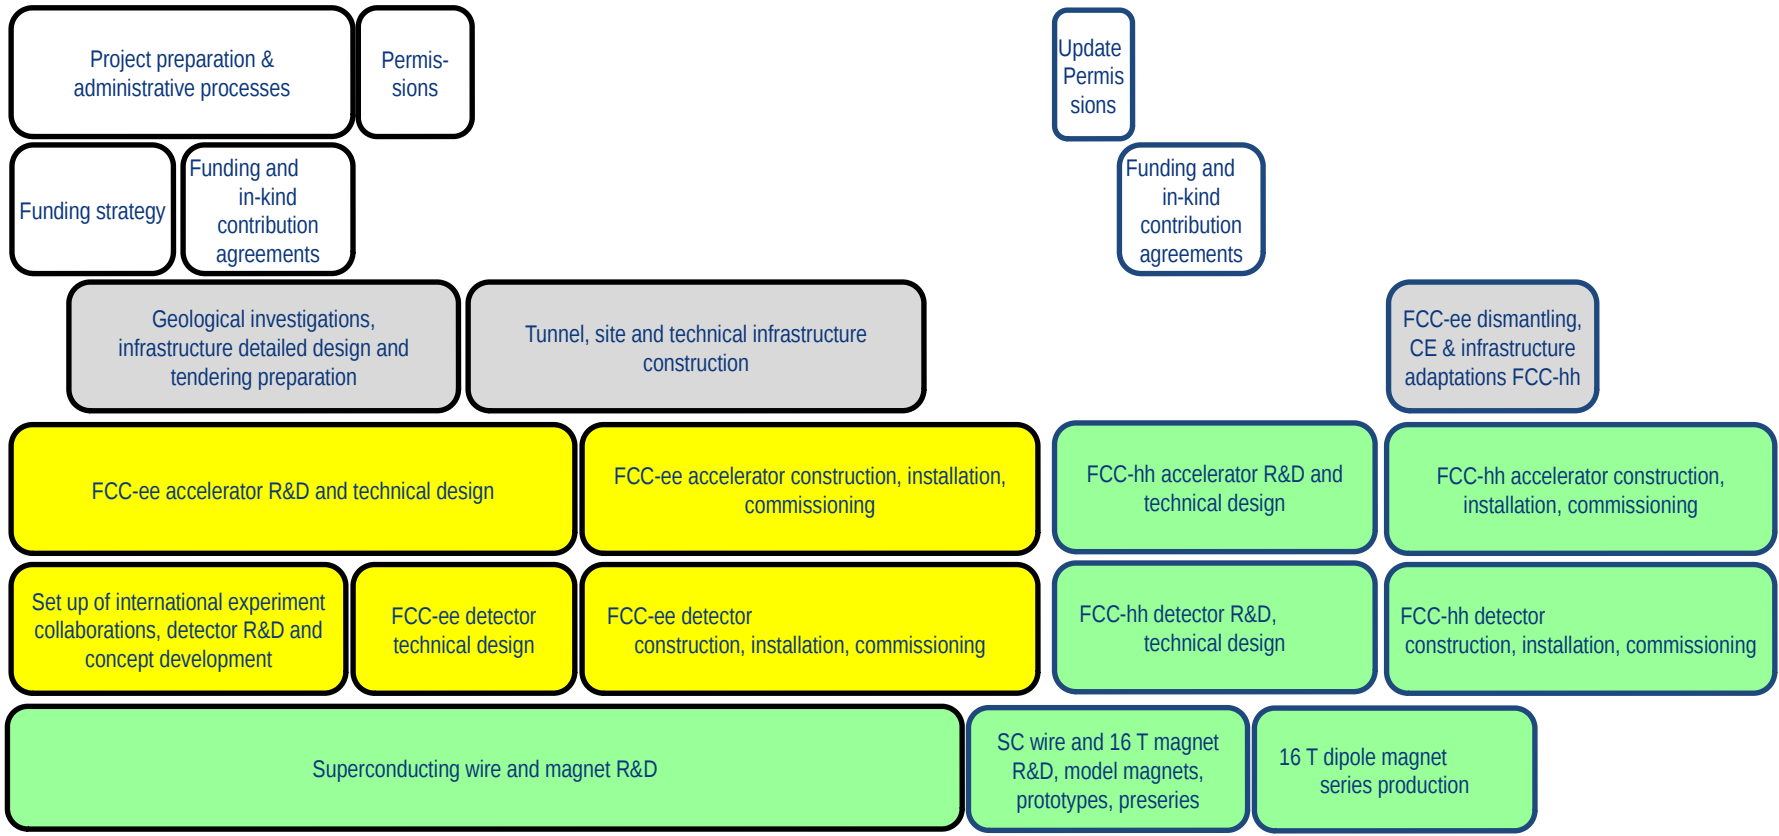 Project preparation &
administrative processes
Permis-
sions
Update
Permis
sions
Funding strategy
Funding and
in-kind
contribution
agreements
Funding and
in-kind
contribution
agreements
Geological investigations,
infrastructure detailed design and
tendering preparation
Tunnel, site and technical infrastructure
construction
FCC-ee dismantling,
CE & infrastructure
adaptations FCC-hh
FCC-ee accelerator R&D and technical design
FCC-ee accelerator construction, installation,
commissioning
FCC-hh accelerator R&D and
technical design
FCC-hh accelerator construction,
installation, commissioning
Set up of international experiment
collaborations, detector R&D and
concept development
FCC-ee detector
technical design
FCC-ee detector
construction, installation, commissioning
FCC-hh detector R&D,
technical design
FCC-hh detector
construction, installation, commissioning
Superconducting wire and magnet R&D
SC wire and 16 T magnet
R&D, model magnets,
prototypes, preseries
16 T dipole magnet
series production